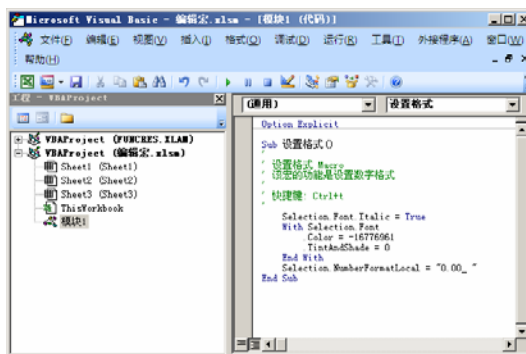 Microsoft Visual Basic - 编辑宏.xlsm - [模块1 (代码)]
文件(F) 编辑(E) 视图(V) 插入(I) 格式(O) 调试(D) 运行(R) 工具(T) 外接程序(A) 窗口(W)
帮助(H)
工程 - VBAProject
(通用) 设置格式
VBAProject (FUNCRES.XLAM)
VBAProject (编辑宏.xlsm)
Sheet1 (Sheet1)
Sheet2 (Sheet2)
Sheet3 (Sheet3)
ThisWorkbook
模块1
Option Explicit
Sub 设置格式()
'
' 设置格式 Macro
' 该宏的功能是设置数字格式
'
' 快捷键: Ctrl+t
'
Selection.Font.Italic = True
With Selection.Font
.Color = -16776961
.TintAndShade = 0
End With
Selection.NumberFormatLocal = "0.00_ "
End Sub